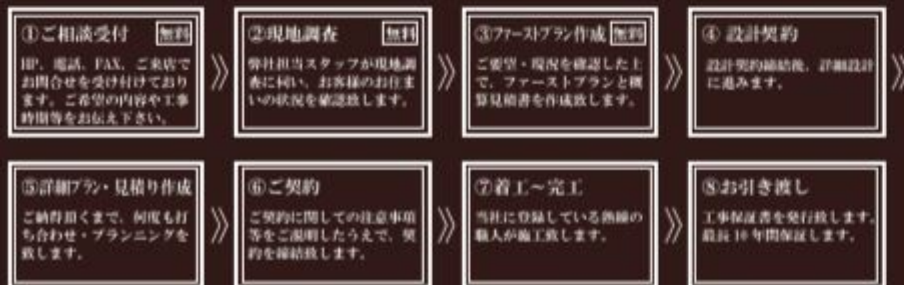 ①ご相談受付 無料
HP、電話、FAX、ご来店で
お問合せを受け付けており
ます。ご希望の内容や工事
時期等をお伝え下さい。
②現地調査 無料
弊社担当スタッフが現地調
査に伺い、お客様のお住ま
いの状況を確認致します。
③ファーストプラン作成 無料
ご要望・現況を確認した上
で、ファーストプランと概
算見積書を作成致します。
④ 設計契約
設計契約締結後、詳細設計
に進みます。
⑤詳細プラン・見積り作成
ご納得頂くまで、何度も打
ち合わせ・プランニングを
致します。
⑥ご契約
ご契約に関しての注意事項
等をご説明したうえで、契
約を締結致します。
⑦着工～完工
当社に登録している熟練の
職人が施工致します。
⑧お引き渡し
工事保証書を発行致します。
最長10年間保証します。